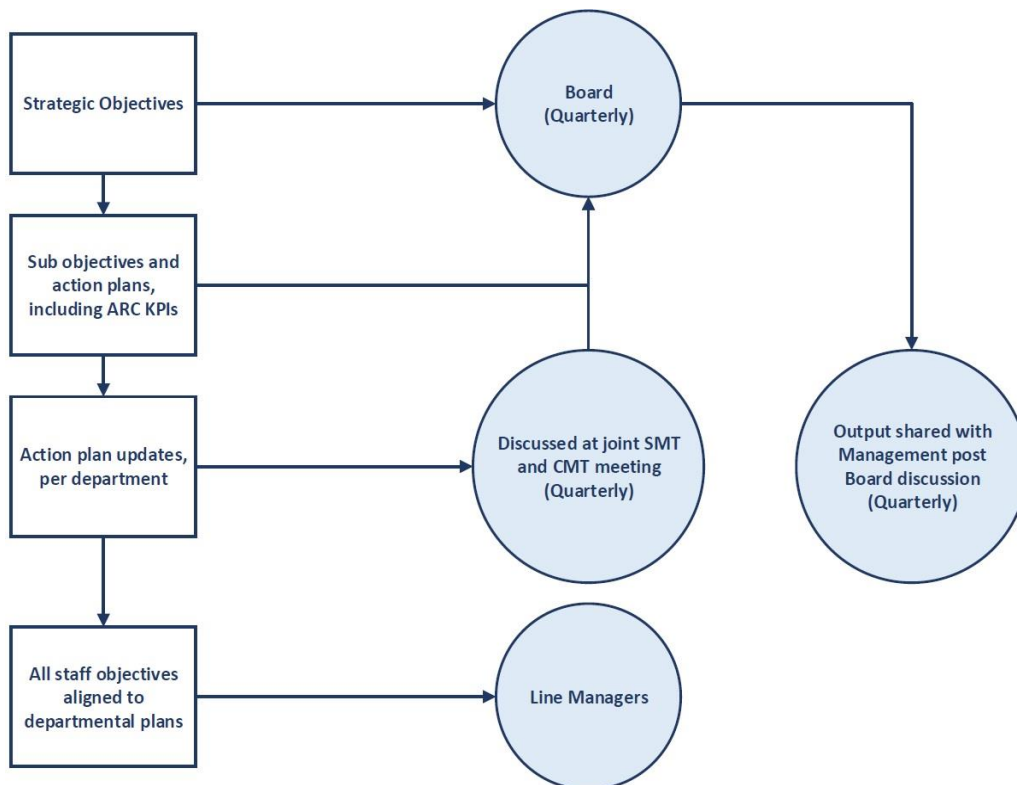 Strategic Objectives
Board
(Quarterly)
Sub objectives and
action plans,
including ARC KPIs
Action plan updates,
per department
Discussed at joint SMT
and CMT meeting
(Quarterly)
Output shared with
Management post
Board discussion
(Quarterly)
All staff objectives
aligned to
departmental plans
Line Managers